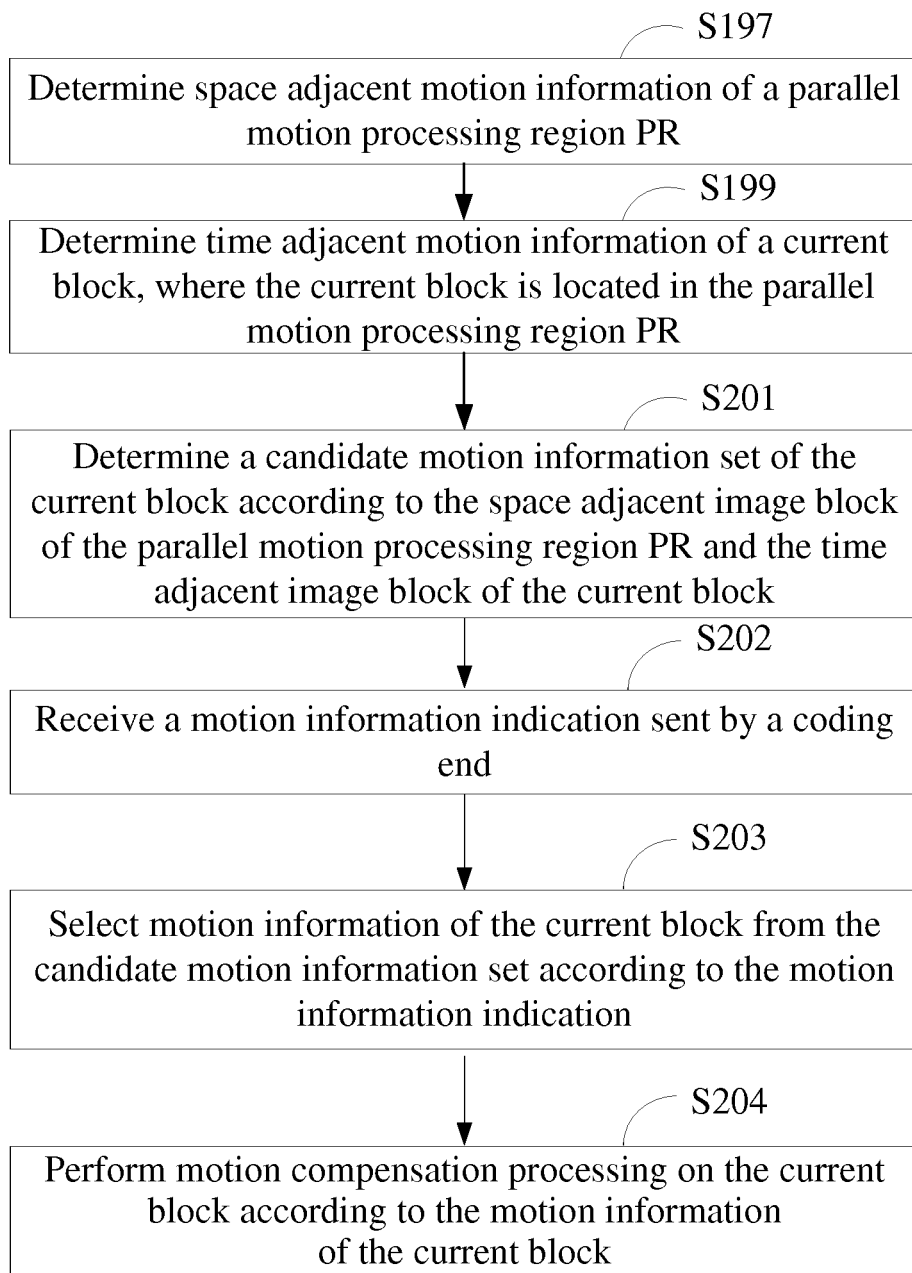 S197
Determine space adjacent motion information of a parallel
motion processing region PR
S199
Determine time adjacent motion information of a current
block, where the current block is located in the parallel
motion processing region PR
S201
Determine a candidate motion information set of the
current block according to the space adjacent image block
of the parallel motion processing region PR and the time
adjacent image block of the current block
S202
Receive a motion information indication sent by a coding
end
S203
Select motion information of the current block from the
candidate motion information set according to the motion
information indication
S204
Perform motion compensation processing on the current
block according to the motion information
of the current block